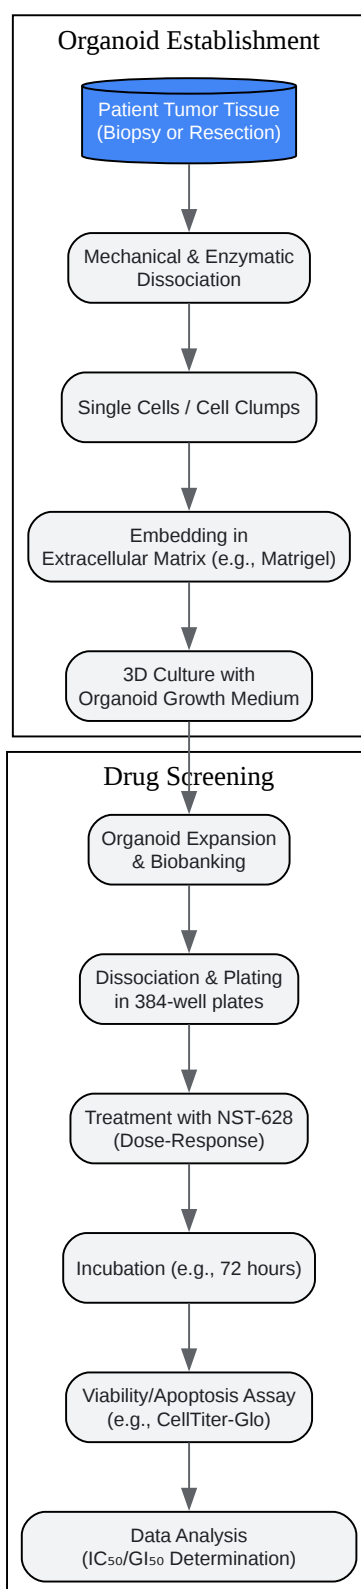 Organoid Establishment
Patient Tumor Tissue
(Biopsy or Resection)
Mechanical & Enzymatic
Dissociation
Single Cells / Cell Clumps
Embedding in
Extracellular Matrix (e.g., Matrigel)
3D Culture with
Organoid Growth Medium
Drug Screening
Organoid Expansion
& Biobanking
Dissociation & Plating
in 384-well plates
Treatment with NST-628
(Dose-Response)
Incubation (e.g., 72 hours)
Viability/Apoptosis Assay
(e.g., CellTiter-Glo)
Data Analysis
(IC₅₀/GI₅₀ Determination)